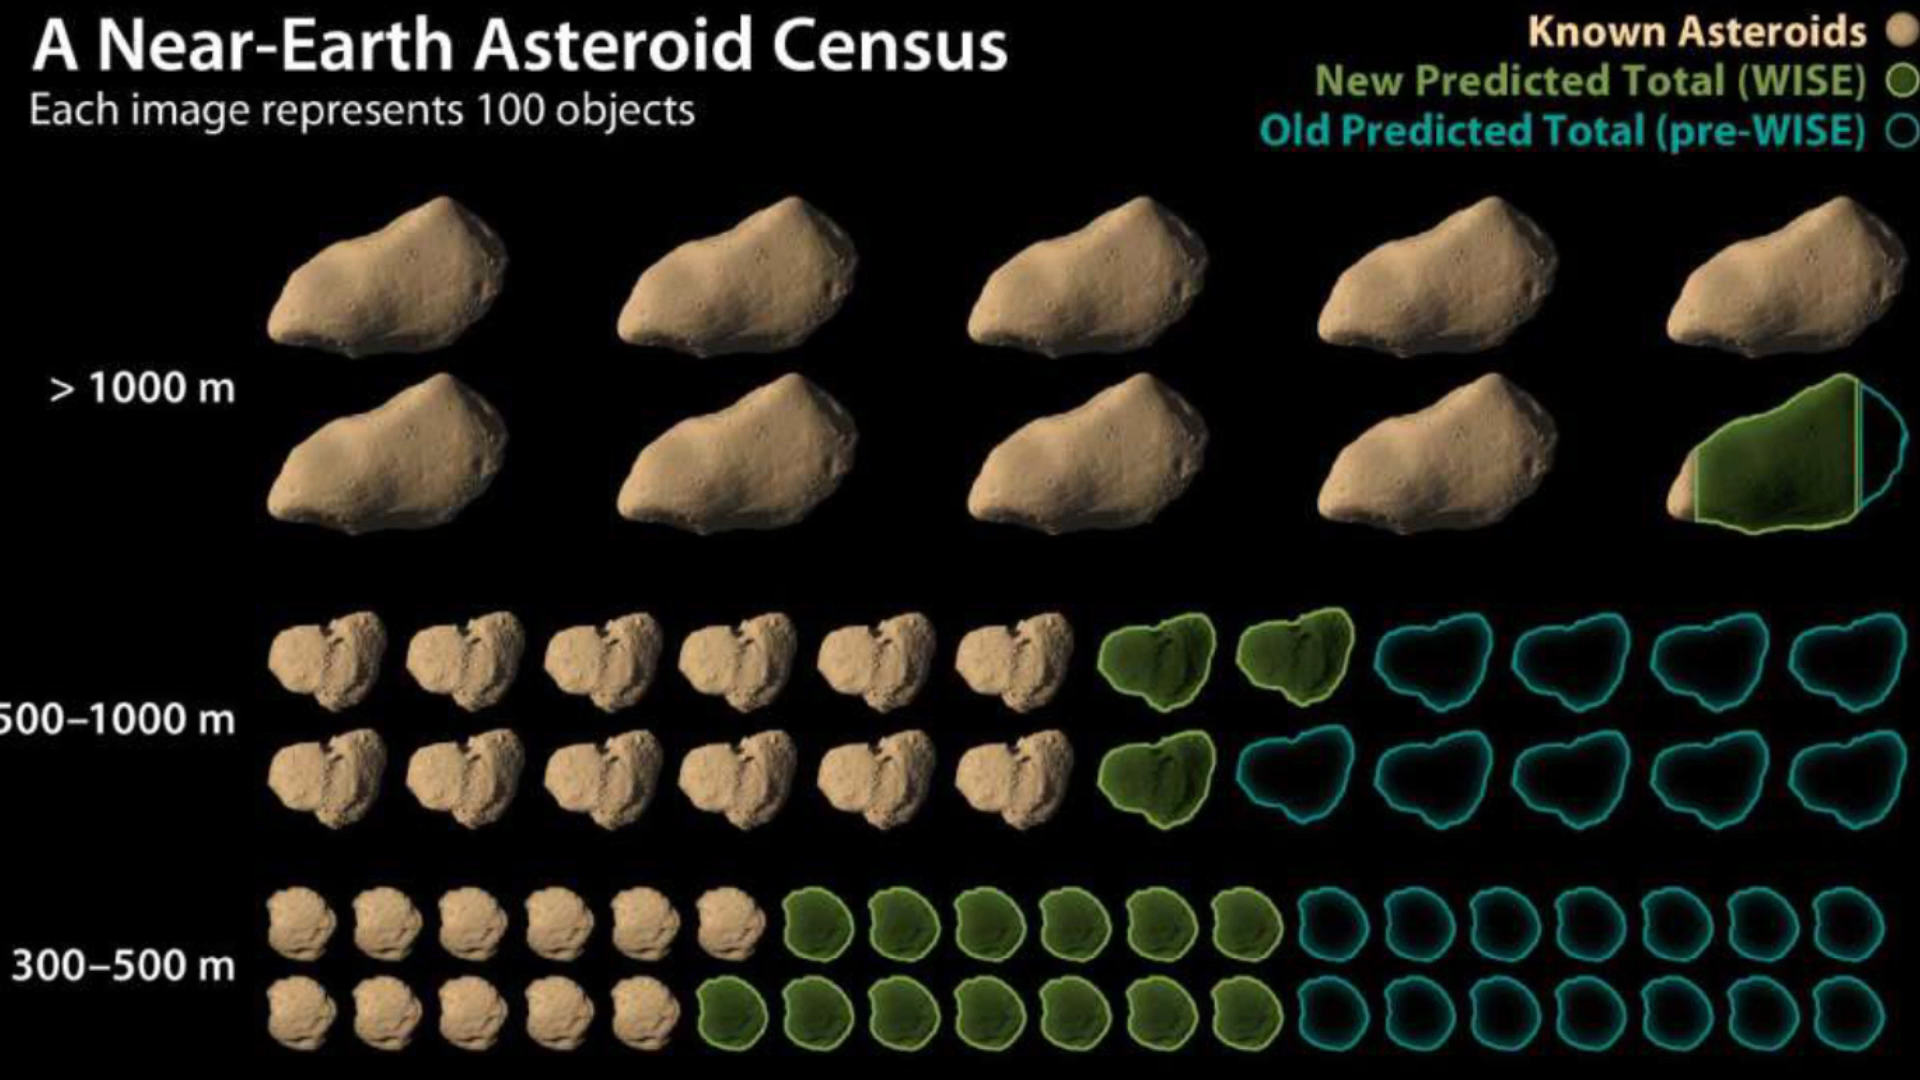 A Near-Earth Asteroid Census
Each image represents 100 objects
Known Asteroids
New Predicted Total (WISE)
Old Predicted Total (pre-WISE)
> 1000 m
500–1000 m
300–500 m